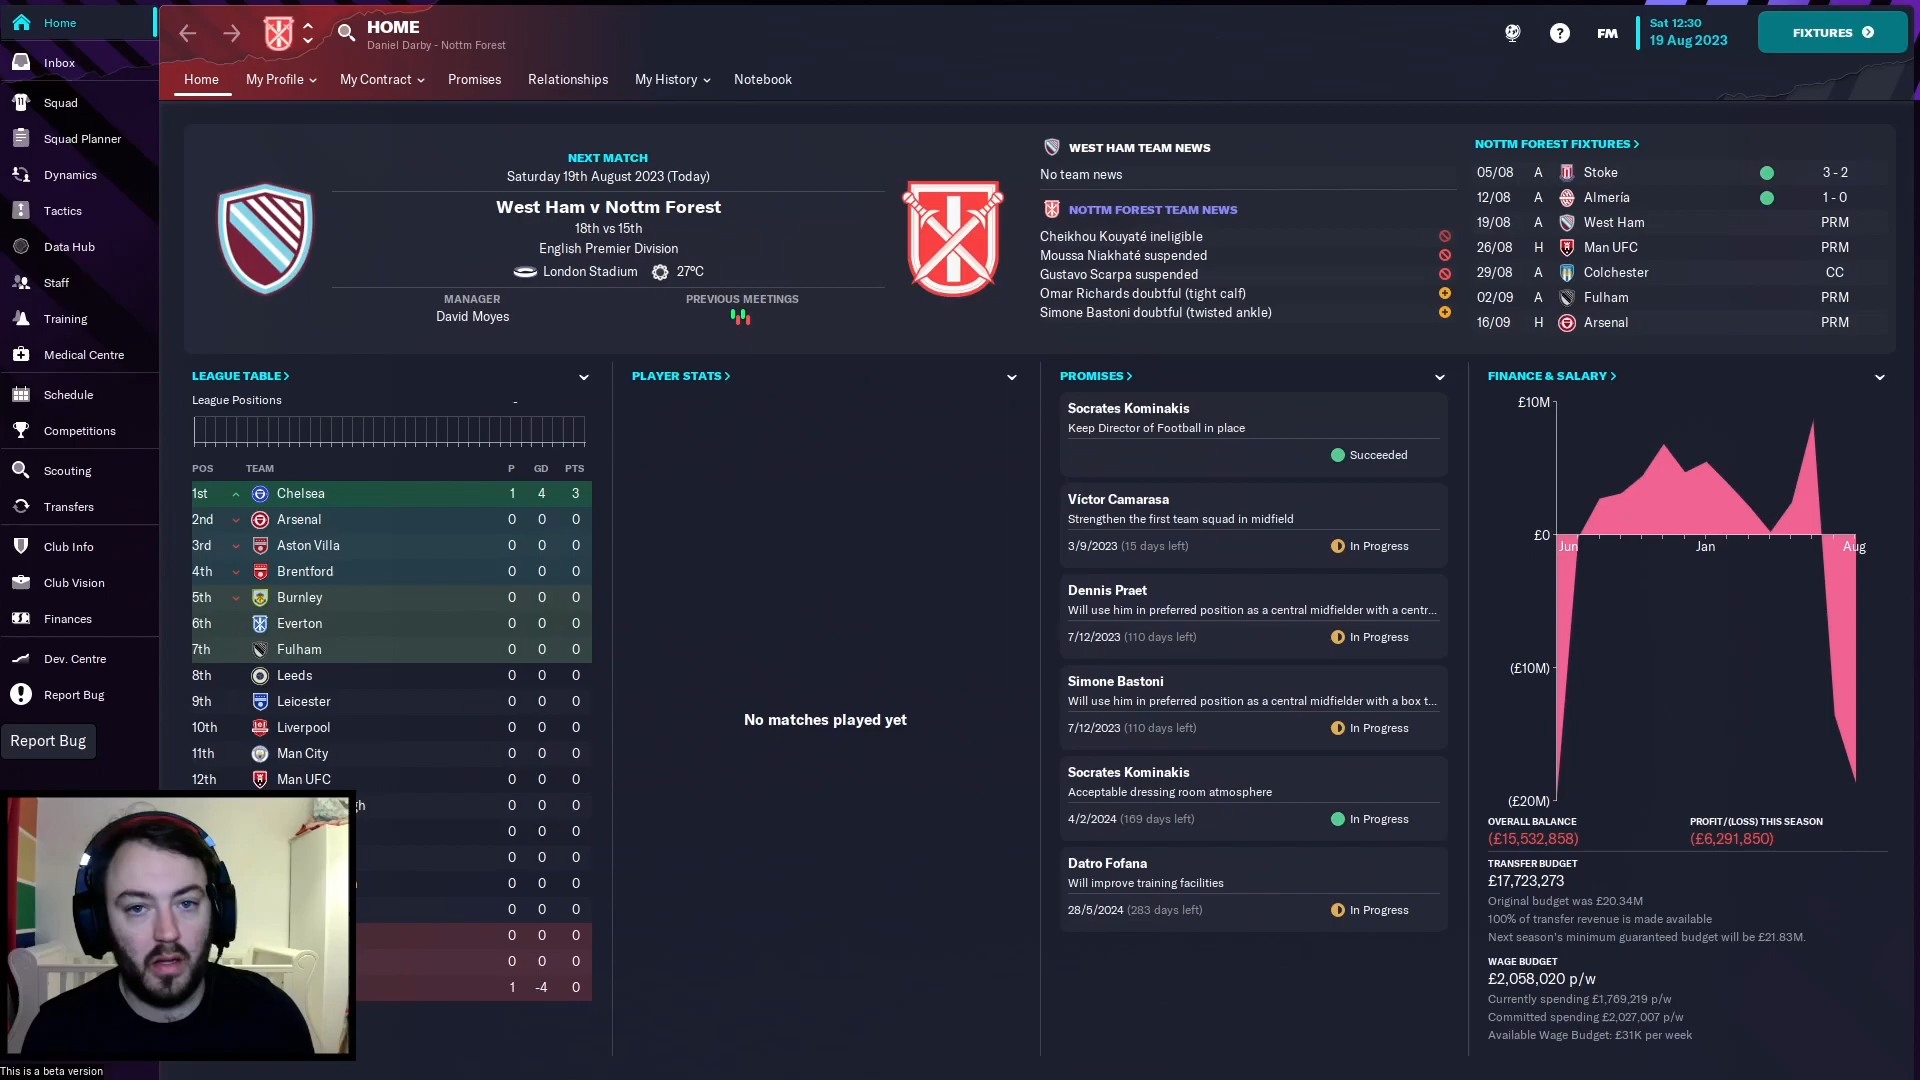 Home
Inbox
Squad
Squad Planner
Dynamics
Tactics
Data Hub
Staff
Training
Medical Centre
Schedule
Competitions
Scouting
Transfers
Club Info
Club Vision
Finances
Dev. Centre
Report Bug
Report Bug
This is a beta version
HOME
Daniel Darby - Nottm Forest
FM
Sat 12:30
19 Aug 2023
FIXTURES
Home My Profile My Contract Promises Relationships My History Notebook
NEXT MATCH
Saturday 19th August 2023 (Today)
West Ham v Nottm Forest
18th vs 15th
English Premier Division
London Stadium 27°C
MANAGER
David Moyes
PREVIOUS MEETINGS
WEST HAM TEAM NEWS
No team news
NOTTM FOREST TEAM NEWS
Cheikhou Kouyaté ineligible
Moussa Niakhaté suspended
Gustavo Scarpa suspended
Omar Richards doubtful (tight calf)
Simone Bastoni doubtful (twisted ankle)
NOTTM FOREST FIXTURES >
05/08 A Stoke 3 - 2
12/08 A Almería 1 - 0
19/08 A West Ham PRM
26/08 H Man UFC PRM
29/08 A Colchester CC
02/09 A Fulham PRM
16/09 H Arsenal PRM
LEAGUE TABLE >
League Positions -
POS TEAM P GD PTS
1st Chelsea 1 4 3
2nd Arsenal 0 0 0
3rd Aston Villa 0 0 0
4th Brentford 0 0 0
5th Burnley 0 0 0
6th Everton 0 0 0
7th Fulham 0 0 0
8th Leeds 0 0 0
9th Leicester 0 0 0
10th Liverpool 0 0 0
11th Man City 0 0 0
12th Man UFC 0 0 0
gh 0 0 0
0 0 0
0 0 0
0 0 0
0 0 0
0 0 0
0 0 0
1 -4 0
PLAYER STATS >
No matches played yet
PROMISES >
Socrates Kominakis
Keep Director of Football in place
Succeeded
Víctor Camarasa
Strengthen the first team squad in midfield
3/9/2023 (15 days left) In Progress
Dennis Praet
Will use him in preferred position as a central midfielder with a centr...
7/12/2023 (110 days left) In Progress
Simone Bastoni
Will use him in preferred position as a central midfielder with a box t...
7/12/2023 (110 days left) In Progress
Socrates Kominakis
Acceptable dressing room atmosphere
4/2/2024 (169 days left) In Progress
Datro Fofana
Will improve training facilities
28/5/2024 (283 days left) In Progress
FINANCE & SALARY >
£10M
£0
Jun Jan Aug
(£10M)
(£20M)
OVERALL BALANCE
(£15,532,858)
PROFIT/(LOSS) THIS SEASON
(£6,291,850)
TRANSFER BUDGET
£17,723,273
Original budget was £20.34M
100% of transfer revenue is made available
Next season's minimum guaranteed budget will be £21.83M.
WAGE BUDGET
£2,058,020 p/w
Currently spending £1,769,219 p/w
Committed spending £2,027,007 p/w
Available Wage Budget: £31K per week